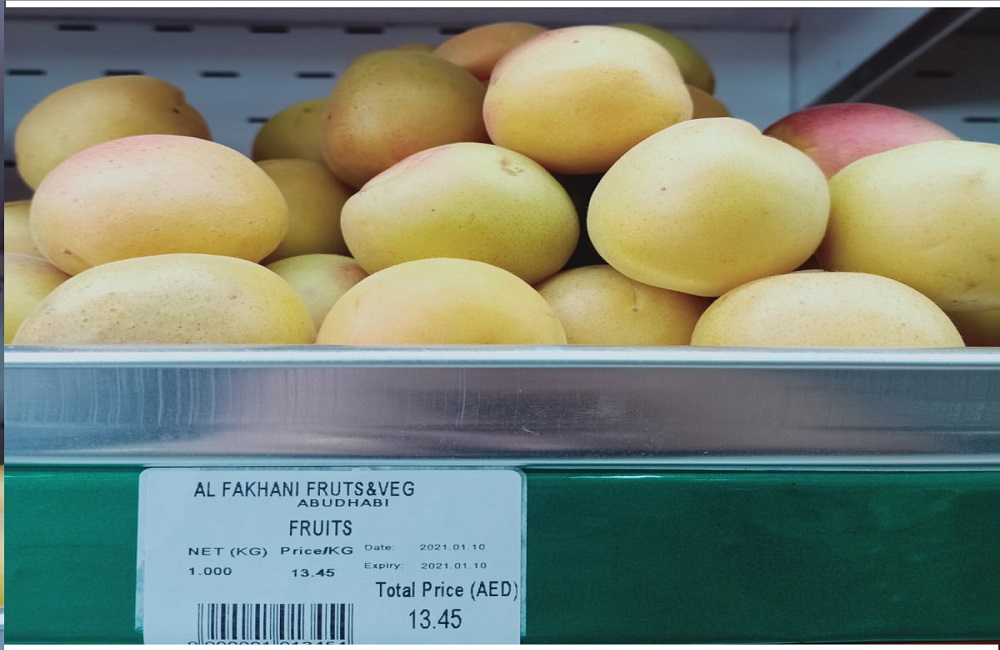 AL FAKHANI FRUTS&VEG
ABUDHABI
FRUITS
NET (KG) Price/KG Date: 2021.01.10
1.000 13.45 Expiry: 2021.01.10
Total Price (AED)
13.45